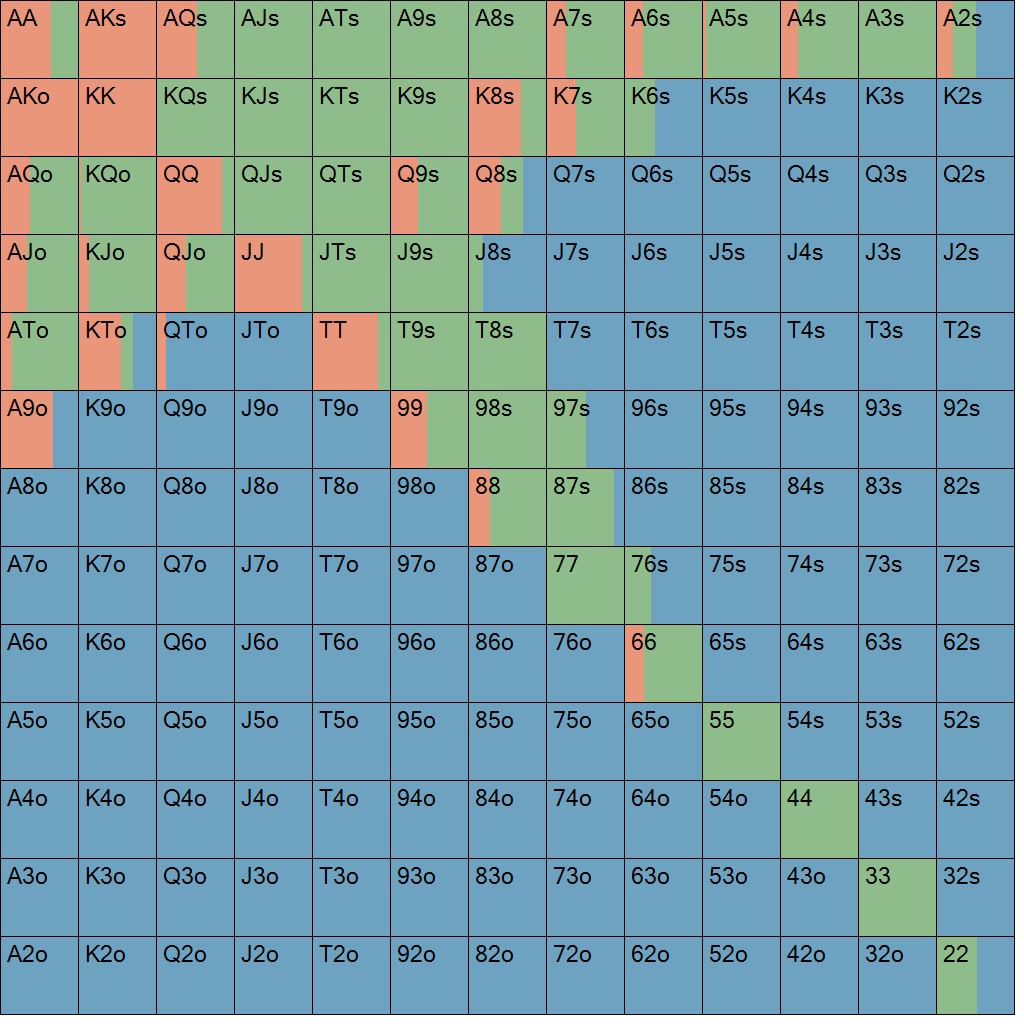 AA AKs AQs AJs ATs A9s A8s A7s A6s A5s A4s A3s A2s
AKo KK KQs KJs KTs K9s K8s K7s K6s K5s K4s K3s K2s
AQo KQo QQ QJs QTs Q9s Q8s Q7s Q6s Q5s Q4s Q3s Q2s
AJo KJo QJo JJ JTs J9s J8s J7s J6s J5s J4s J3s J2s
ATo KTo QTo JTo TT T9s T8s T7s T6s T5s T4s T3s T2s
A9o K9o Q9o J9o T9o 99 98s 97s 96s 95s 94s 93s 92s
A8o K8o Q8o J8o T8o 98o 88 87s 86s 85s 84s 83s 82s
A7o K7o Q7o J7o T7o 97o 87o 77 76s 75s 74s 73s 72s
A6o K6o Q6o J6o T6o 96o 86o 76o 66 65s 64s 63s 62s
A5o K5o Q5o J5o T5o 95o 85o 75o 65o 55 54s 53s 52s
A4o K4o Q4o J4o T4o 94o 84o 74o 64o 54o 44 43s 42s
A3o K3o Q3o J3o T3o 93o 83o 73o 63o 53o 43o 33 32s
A2o K2o Q2o J2o T2o 92o 82o 72o 62o 52o 42o 32o 22